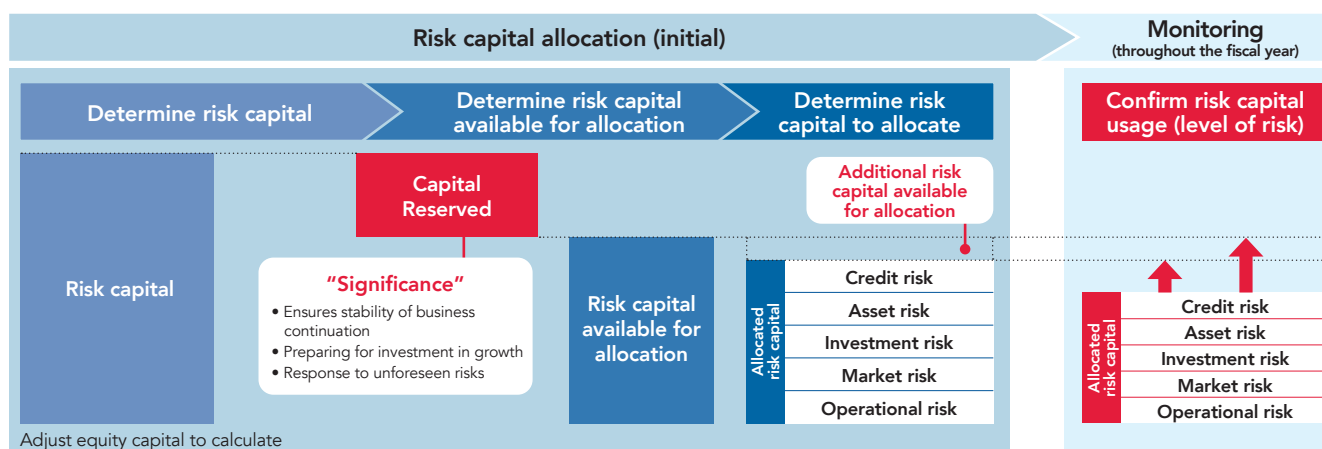 Risk capital allocation (initial)
Monitoring
(throughout the fiscal year)
Determine risk capital
Determine risk capital
available for allocation
Determine risk
capital to allocate
Confirm risk capital
usage (level of risk)
Risk capital
Capital
Reserved
"Significance"
• Ensures stability of business
continuation
• Preparing for investment in growth
• Response to unforeseen risks
Risk capital
available for
allocation
Additional risk
capital available
for allocation
Allocated
risk capital
Credit risk
Asset risk
Investment risk
Market risk
Operational risk
Allocated
risk capital
Credit risk
Asset risk
Investment risk
Market risk
Operational risk
Adjust equity capital to calculate